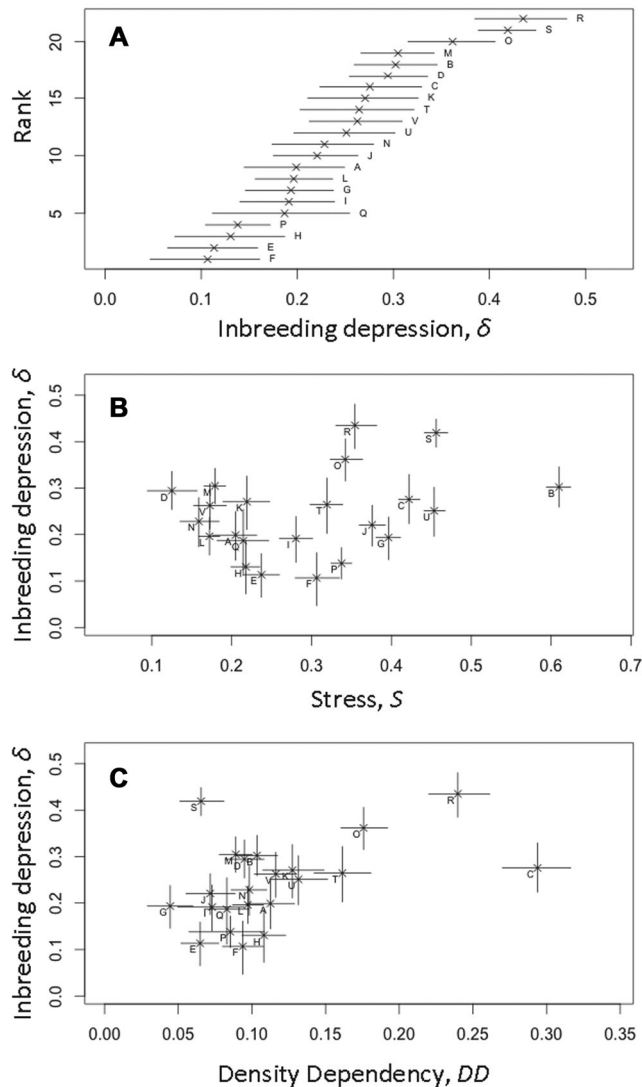 A
R
S
O
M
B
D
C
K
T
V
U
N
J
A
L
G
I
Q
P
H
E
F
Rank
5 10 15 20
0.0 0.1 0.2 0.3 0.4 0.5
Inbreeding depression, δ
B
R
S
O
D
M
V
K
T
C
B
U
N
J
L
A
Q
I
G
H
E
F
P
Inbreeding depression, δ
0.0 0.1 0.2 0.3 0.4 0.5
0.1 0.2 0.3 0.4 0.5 0.6 0.7
Stress, S
C
S
R
O
M
D
B
V
K
U
T
C
J
N
G
I
Q
L
A
P
H
E
F
Inbreeding depression, δ
0.0 0.1 0.2 0.3 0.4 0.5
0.00 0.05 0.10 0.15 0.20 0.25 0.30 0.35
Density Dependency, DD